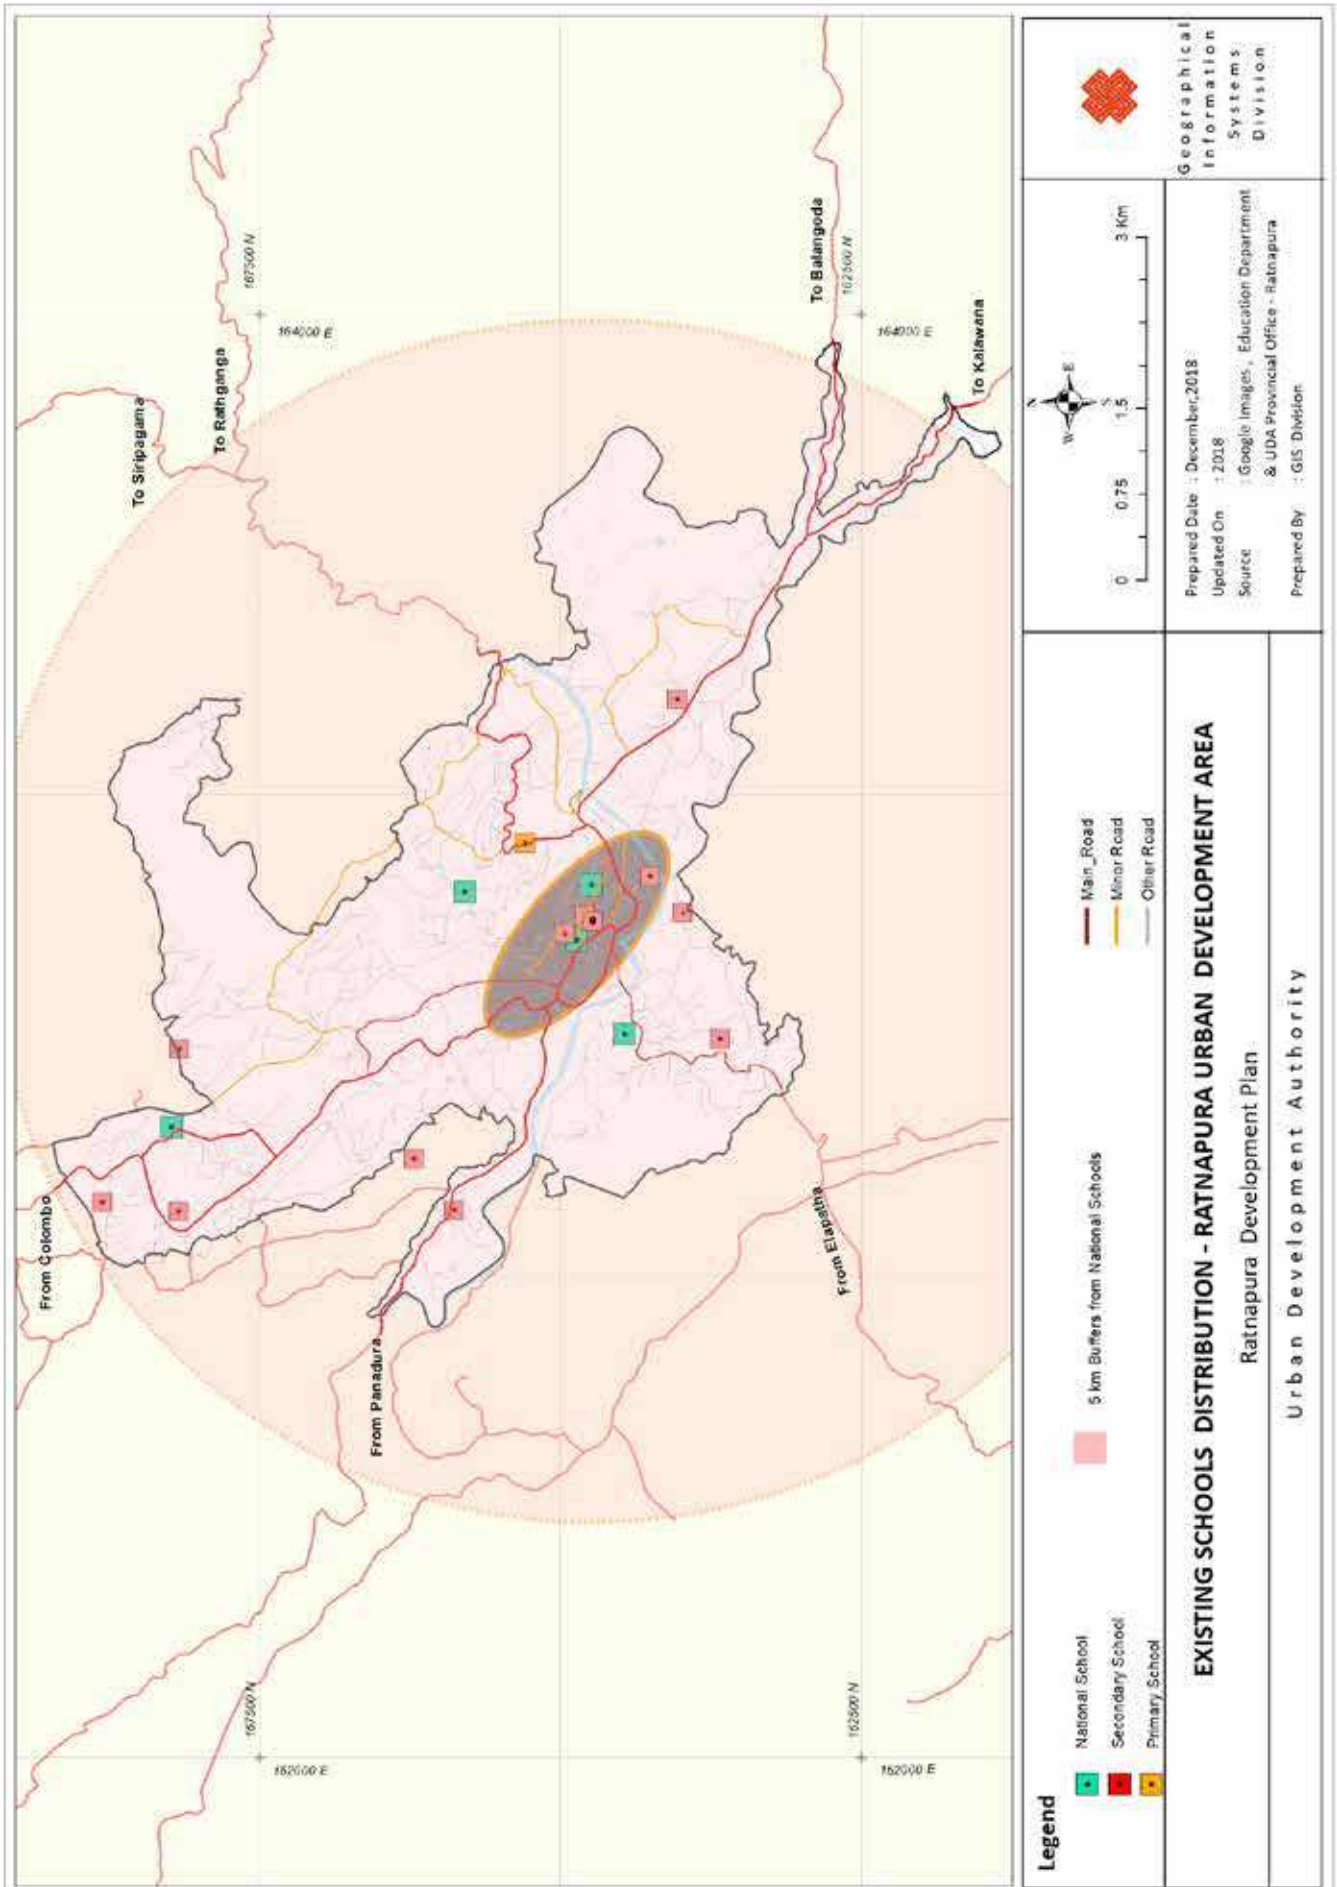 From Colombo
To Siripagama
To Rathganga
167500 N
167500 N
162000 E
164000 E
From Panadura
To Balangoda
From Elapatha
162500 N
162500 N
162000 E
164000 E
To Kalawana
Legend
National School
Secondary School
Primary School
5 km Buffers from National Schools
Main_Road
Minor Road
Other Road
N
W
E
S
0
0.75
1.5
3 Km
EXISTING SCHOOLS DISTRIBUTION - RATNAPURA URBAN DEVELOPMENT AREA
Ratnapura Development Plan
Urban Development Authority
Prepared Date : December,2018
Updated On : 2018
Source : Google Images , Education Department
& UDA Provincial Office - Ratnapura
Prepared By : GIS Division
Geographical
Information
Systems
Division